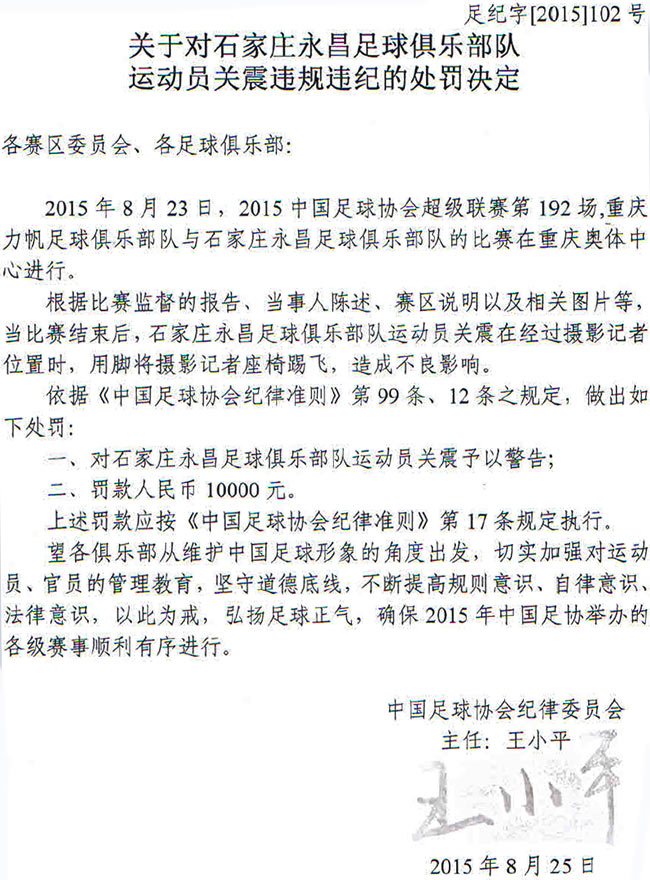 足纪字[2015]102 号
关于对石家庄永昌足球俱乐部队
运动员关震违规违纪的处罚决定
各赛区委员会、各足球俱乐部：
2015 年 8 月 23 日，2015 中国足球协会超级联赛第 192 场,重庆
力帆足球俱乐部队与石家庄永昌足球俱乐部队的比赛在重庆奥体中
心进行。
根据比赛监督的报告、当事人陈述、赛区说明以及相关图片等，
当比赛结束后，石家庄永昌足球俱乐部队运动员关震在经过摄影记者
位置时，用脚将摄影记者座椅踢飞，造成不良影响。
依据《中国足球协会纪律准则》第 99 条、12 条之规定，做出如
下处罚：
一、对石家庄永昌足球俱乐部队运动员关震予以警告；
二、罚款人民币 10000 元。
上述罚款应按《中国足球协会纪律准则》第 17 条规定执行。
望各俱乐部从维护中国足球形象的角度出发，切实加强对运动
员、官员的管理教育，坚守道德底线，不断提高规则意识、自律意识、
法律意识，以此为戒，弘扬足球正气，确保 2015 年中国足协举办的
各级赛事顺利有序进行。
中国足球协会纪律委员会
主任：王小平
王小平
2015 年 8 月 25 日